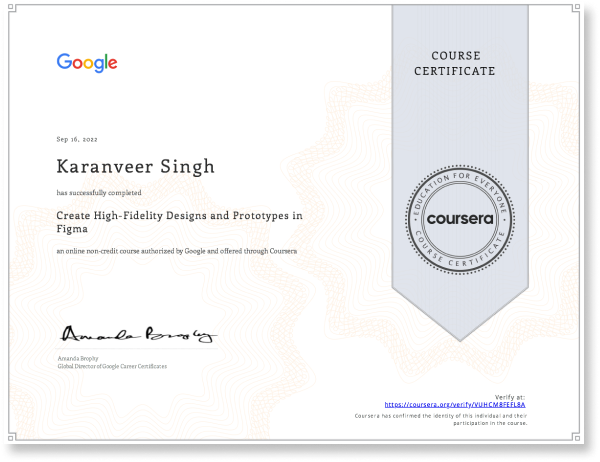 Google
COURSE
CERTIFICATE
Sep 16, 2022
Karanveer Singh
has successfully completed
Create High-Fidelity Designs and Prototypes in
Figma
an online non-credit course authorized by Google and offered through Coursera
EDUCATION FOR EVERYONE
coursera
COURSE CERTIFICATE
Amanda Brophy
Amanda Brophy
Global Director of Google Career Certificates
Verify at:
https://coursera.org/verify/VUHCM8FEFL8A
Coursera has confirmed the identity of this individual and their
participation in the course.